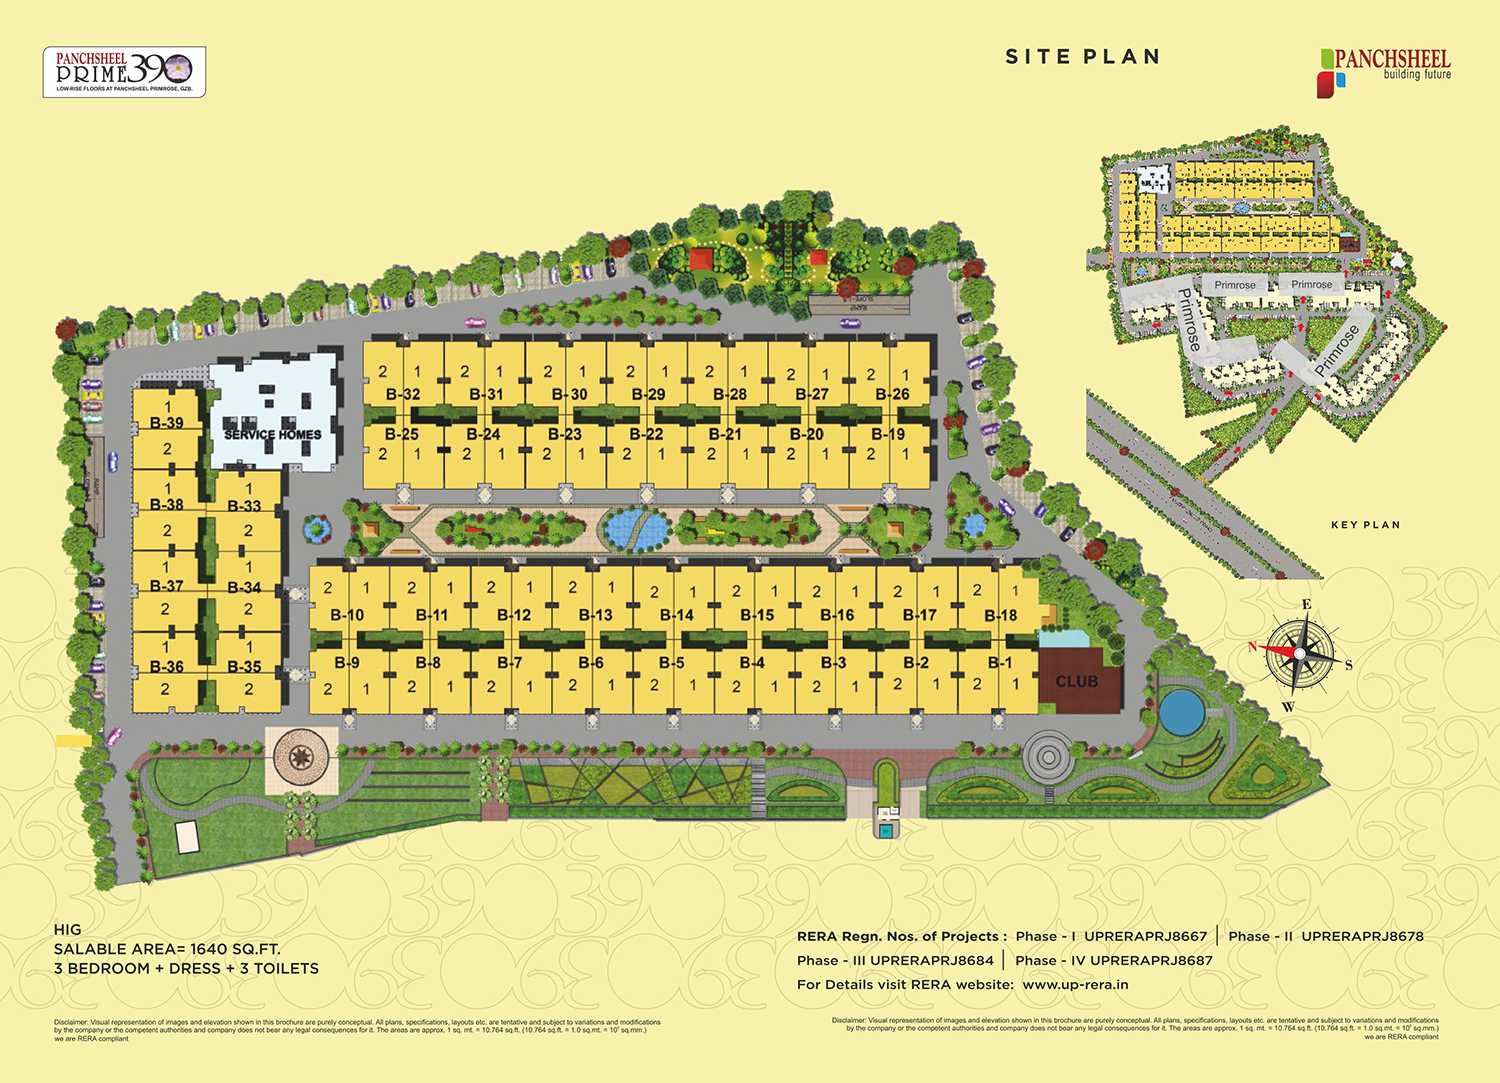 PANCHSHEEL
PRIME390
LOW-RISE FLOORS AT PANCHSHEEL PRIMROSE, GZB.
SITE PLAN
PANCHSHEEL
building future
Primrose
Primrose
Primrose
Primrose
KEY PLAN
2 1 2 1 2 1 2 1 2 1 2 1 2 1
B-32 B-31 B-30 B-29 B-28 B-27 B-26
B-25 B-24 B-23 B-22 B-21 B-20 B-19
2 1 2 1 2 1 2 1 2 1 2 1 2 1
SERVICE HOMES
1
B-39
2
1
B-38
2
1
B-37
2
1
B-36
2
1
B-33
2
1
B-34
2
1
B-35
2
2 1 2 1 2 1 2 1 2 1 2 1 2 1 2 1 2 1
B-10 B-11 B-12 B-13 B-14 B-15 B-16 B-17 B-18
B-9 B-8 B-7 B-6 B-5 B-4 B-3 B-2 B-1
2 1 2 1 2 1 2 1 2 1 2 1 2 1 2 1 2 1
CLUB
E
N
S
W
HIG
SALABLE AREA= 1640 SQ.FT.
3 BEDROOM + DRESS + 3 TOILETS
RERA Regn. Nos. of Projects : Phase - I UPRERAPRJ8667 | Phase - II UPRERAPRJ8678
Phase - III UPRERAPRJ8684 | Phase - IV UPRERAPRJ8687
For Details visit RERA website: www.up-rera.in
Disclaimer: Visual representation of images and elevation shown in this brochure are purely conceptual. All plans, specifications, layouts etc. are tentative and subject to variations and modifications
by the company or the competent authorities and company does not bear any legal consequences for it. The areas are approx. 1 sq. mt. = 10.764 sq.ft. (10.764 sq.ft. = 1.0 sq.mt. = 10⁶ sq.mm.)
we are RERA compliant
Disclaimer: Visual representation of images and elevation shown in this brochure are purely conceptual. All plans, specifications, layouts etc. are tentative and subject to variations and modifications
by the company or the competent authorities and company does not bear any legal consequences for it. The areas are approx. 1 sq. mt. = 10.764 sq.ft. (10.764 sq.ft. = 1.0 sq.mt. = 10⁶ sq.mm.)
we are RERA compliant